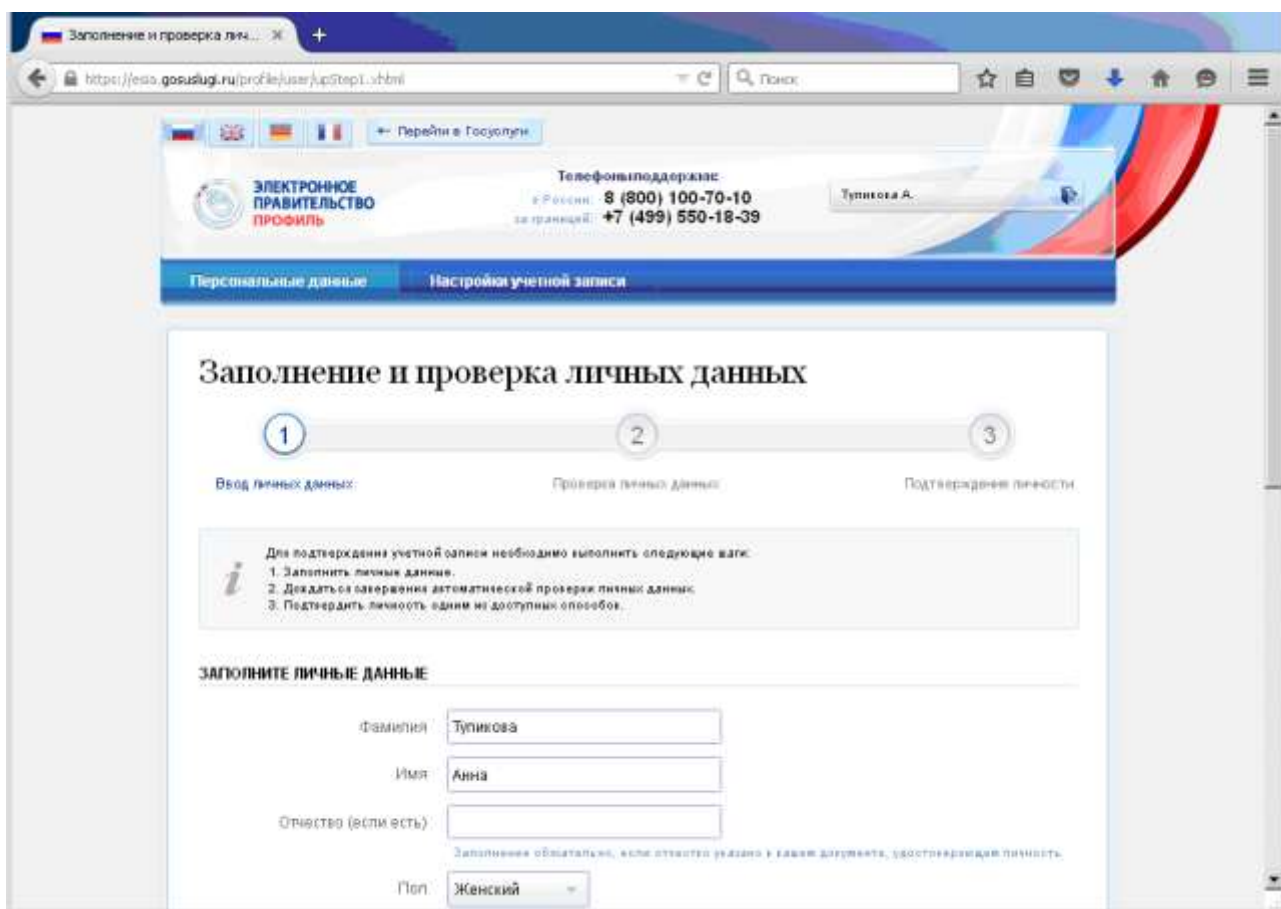 Заполнение и проверка лич...
https://esia.gosuslugi.ru/profile/user/upStep1.xhtml
Поиск
← Перейти в Госуслуги
ЭЛЕКТРОННОЕ
ПРАВИТЕЛЬСТВО
ПРОФИЛЬ
Телефоны поддержки:
в России: 8 (800) 100-70-10
за границей: +7 (499) 550-18-39
Тупикова А.
Персональные данные Настройки учетной записи
Заполнение и проверка личных данных
1 2 3
Ввод личных данных Проверка личных данных Подтверждение личности
i
Для подтверждения учетной записи необходимо выполнить следующие шаги:
1. Заполнить личные данные.
2. Дождаться завершения автоматической проверки личных данных.
3. Подтвердить личность одним из доступных способов.
ЗАПОЛНИТЕ ЛИЧНЫЕ ДАННЫЕ
Фамилия Тупикова
Имя Анна
Отчество (если есть)
Заполнение обязательно, если отчество указано в вашем документе, удостоверяющем личность
Пол Женский